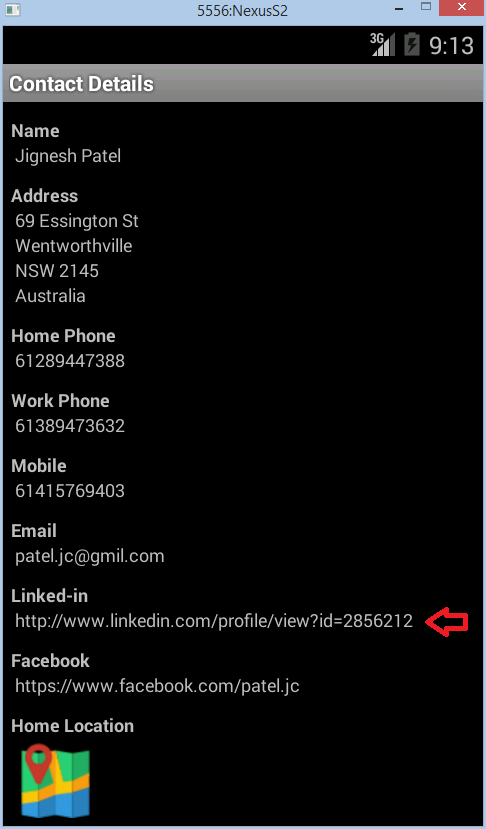 5556:NexusS2
3G 9:13
Contact Details
Name
Jignesh Patel
Address
69 Essington St
Wentworthville
NSW 2145
Australia
Home Phone
61289447388
Work Phone
61389473632
Mobile
61415769403
Email
patel.jc@gmil.com
Linked-in
http://www.linkedin.com/profile/view?id=2856212
Facebook
https://www.facebook.com/patel.jc
Home Location